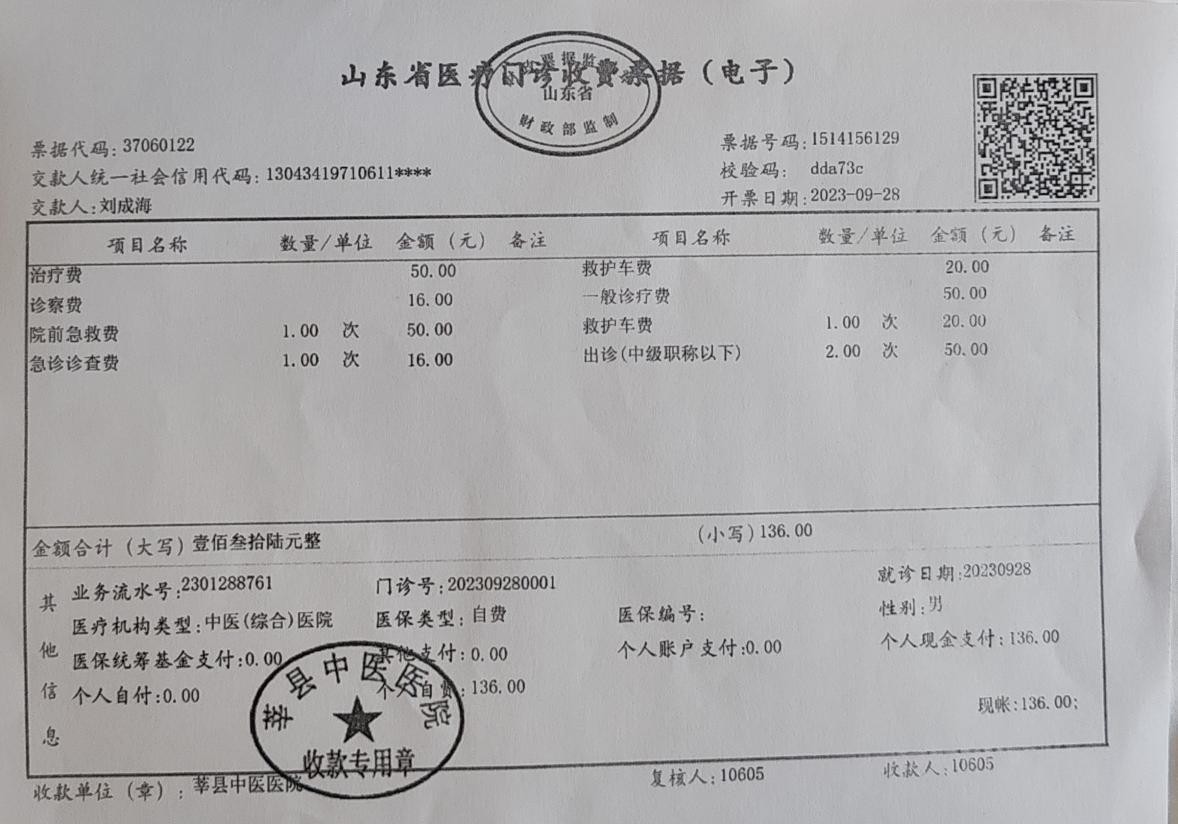 山东省医疗门诊收费票据（电子）
山东省
财政部监制
票据代码：37060122
票据号码：1514156129
交款人统一社会信用代码：13043419710611****
校验码： dda73c
交款人：刘成海
开票日期：2023-09-28
项目名称 数量/单位 金额（元） 备注 项目名称 数量/单位 金额（元） 备注
治疗费 50.00 救护车费 20.00
诊察费 16.00 一般诊疗费 50.00
院前急救费 1.00 次 50.00 救护车费 1.00 次 20.00
急诊诊查费 1.00 次 16.00 出诊(中级职称以下) 2.00 次 50.00
金额合计（大写）壹佰叁拾陆元整 （小写）136.00
其他信息
业务流水号：2301288761 门诊号：202309280001 就诊日期：20230928
医疗机构类型：中医(综合)医院 医保类型：自费 医保编号： 性别：男
医保统筹基金支付：0.00 其他支付：0.00 个人账户支付：0.00 个人现金支付：136.00
个人自付：0.00 个人自费：136.00 现帐：136.00;
莘县中医医院
收款专用章
收款单位（章）：莘县中医医院 复核人：10605 收款人：10605